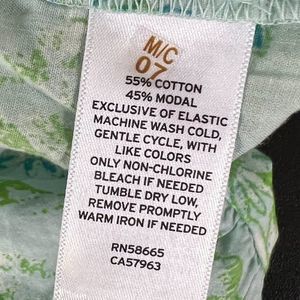 M/C
07
55% COTTON
45% MODAL
EXCLUSIVE OF ELASTIC
MACHINE WASH COLD,
GENTLE CYCLE, WITH
LIKE COLORS
ONLY NON-CHLORINE
BLEACH IF NEEDED
TUMBLE DRY LOW,
REMOVE PROMPTLY
WARM IRON IF NEEDED
RN58665
CA57963